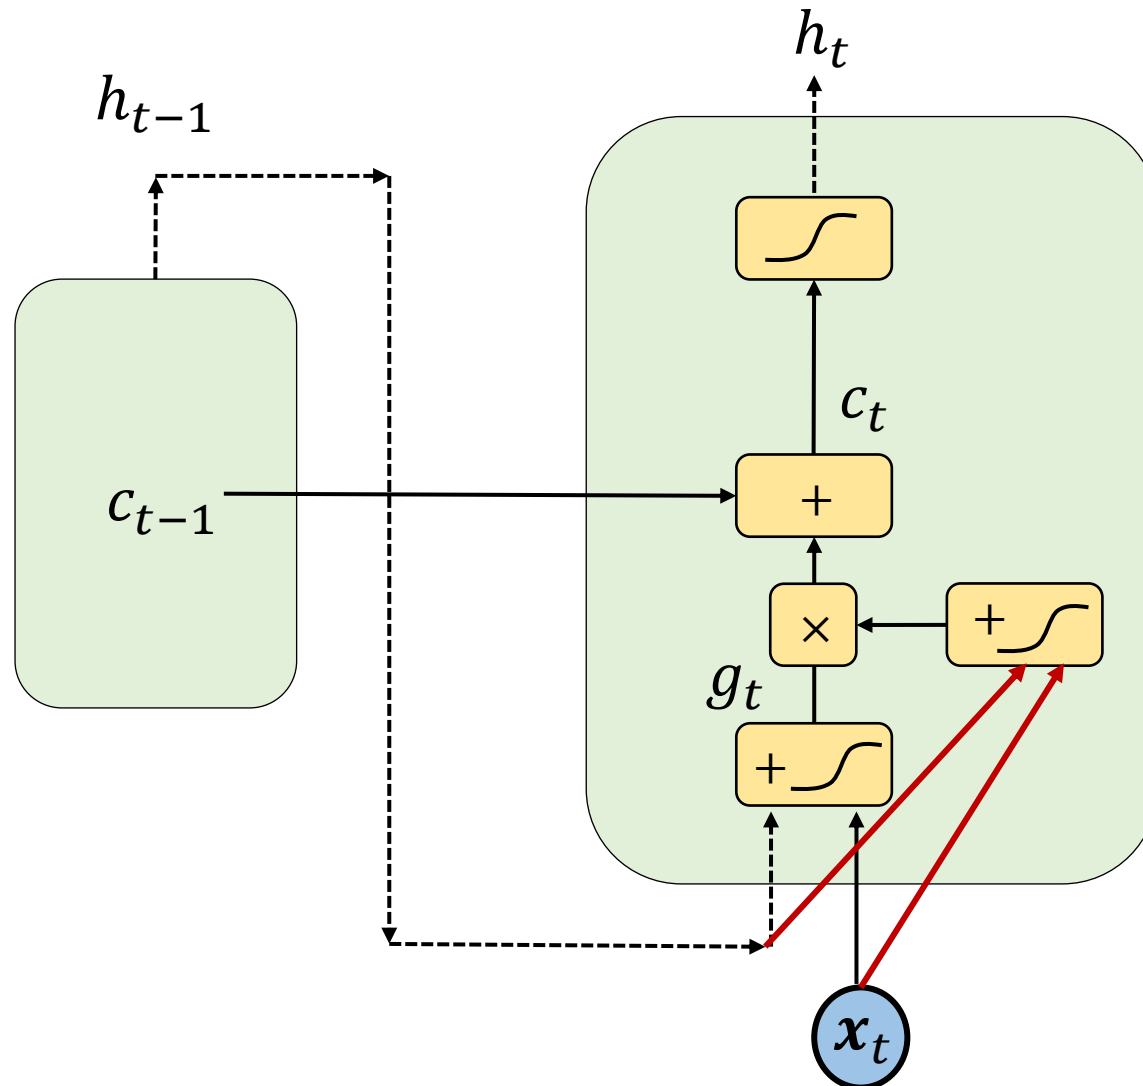 h_t
h_{t−1}
c_t
c_{t−1}
+
×
+
g_t
+
x_t